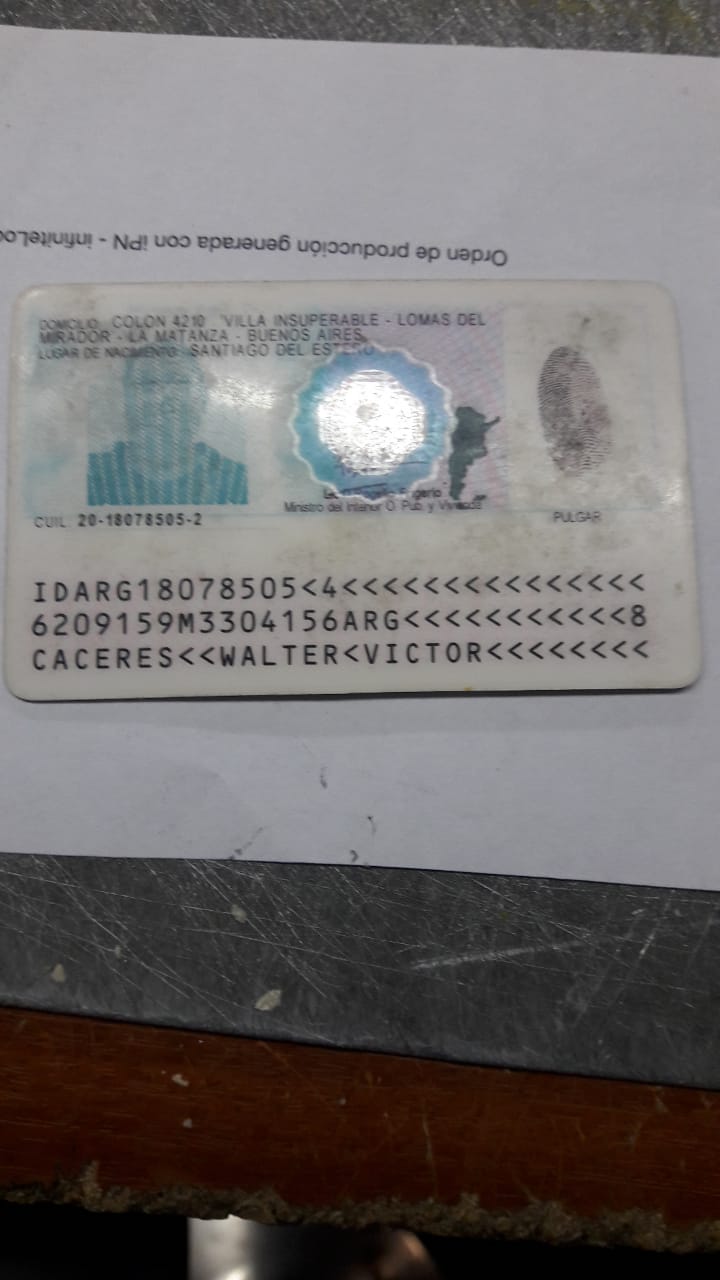 Orden de producción generada con iPN - infiniteLoo
DOMICILIO: COLON 4210 VILLA INSUPERABLE - LOMAS DEL
MIRADOR - LA MATANZA - BUENOS AIRES
LUGAR DE NACIMIENTO: SANTIAGO DEL ESTERO
Ministro del Interior O. Pub. y Vivienda
CUIL: 20-18078505-2
PULGAR
IDARG18078505<4<<<<<<<<<<<<<<<
6209159M3304156ARG<<<<<<<<<<<8
CACERES<<WALTER<VICTOR<<<<<<<<